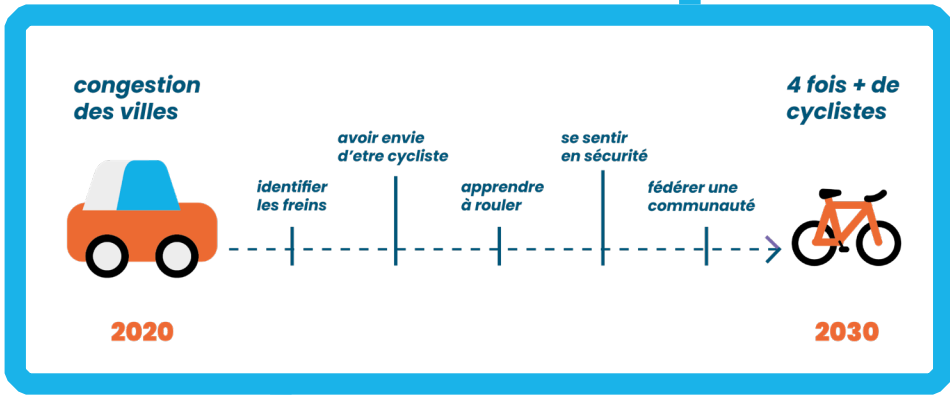 congestion
des villes
identifier
les freins
avoir envie
d'etre cycliste
apprendre
à rouler
se sentir
en sécurité
fédérer une
communauté
4 fois + de
cyclistes
2020
2030